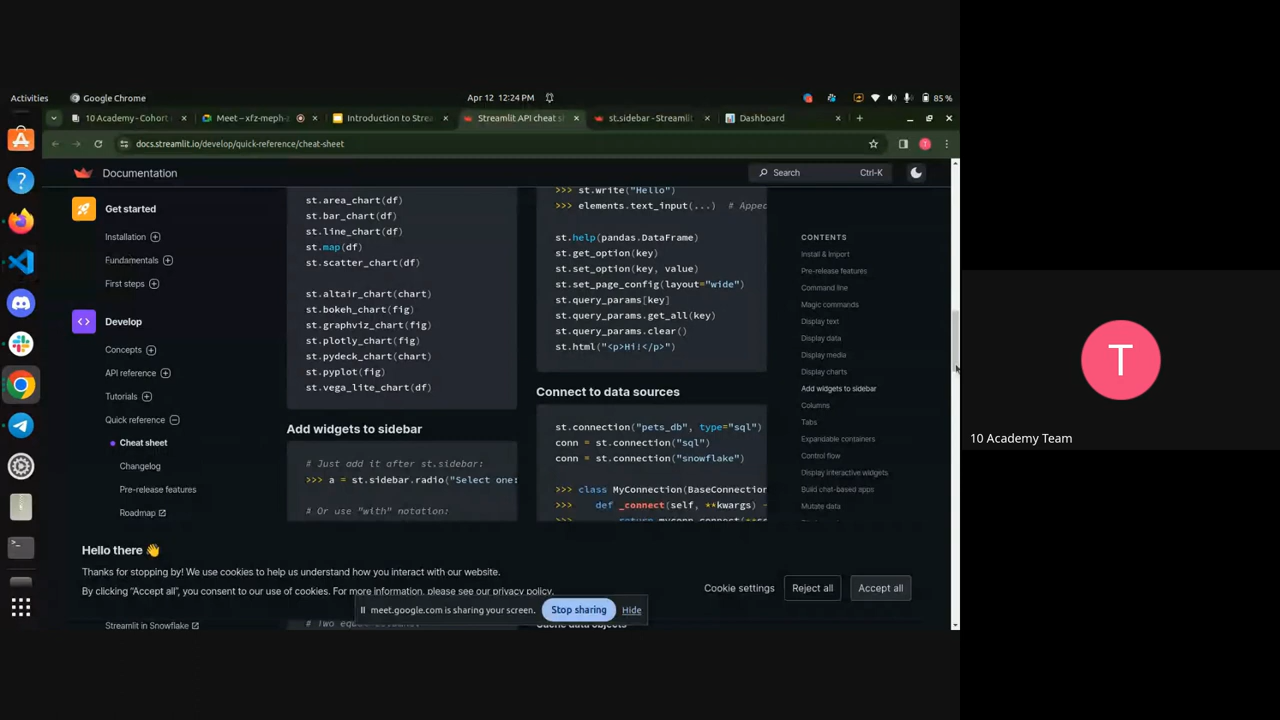 Activities
Google Chrome
Apr 12 12:24 PM
85 %
10 Academy - Cohort
Meet – xfz-meph-
Introduction to Strea
Streamlit API cheat s
st.sidebar - Streamlit
Dashboard
docs.streamlit.io/develop/quick-reference/cheat-sheet
Documentation
Search
Ctrl-K
Get started
Installation
Fundamentals
First steps
Develop
Concepts
API reference
Tutorials
Quick reference
Cheat sheet
Changelog
Pre-release features
Roadmap
Streamlit in Snowflake
st.area_chart(df)
st.bar_chart(df)
st.line_chart(df)
st.map(df)
st.scatter_chart(df)
st.altair_chart(chart)
st.bokeh_chart(fig)
st.graphviz_chart(fig)
st.plotly_chart(fig)
st.pydeck_chart(chart)
st.pyplot(fig)
st.vega_lite_chart(df)
Add widgets to sidebar
# Just add it after st.sidebar:
>>> a = st.sidebar.radio("Select one:
# Or use "with" notation:
>>> st.write("Hello")
>>> elements.text_input(...) # Appe
st.help(pandas.DataFrame)
st.get_option(key)
st.set_option(key, value)
st.set_page_config(layout="wide")
st.query_params[key]
st.query_params.get_all(key)
st.query_params.clear()
st.html("<p>Hi!</p>")
Connect to data sources
st.connection("pets_db", type="sql")
conn = st.connection("sql")
conn = st.connection("snowflake")
>>> class MyConnection(BaseConnection
>>> def _connect(self, **kwargs)
>>> return myconn.connect(**
CONTENTS
Install & Import
Pre-release features
Command line
Magic commands
Display text
Display data
Display media
Display charts
Add widgets to sidebar
Columns
Tabs
Expandable containers
Control flow
Display interactive widgets
Build chat-based apps
Mutate data
Hello there 👋
Thanks for stopping by! We use cookies to help us understand how you interact with our website.
By clicking "Accept all", you consent to our use of cookies. For more information, please see our privacy policy.
Cookie settings
Reject all
Accept all
meet.google.com is sharing your screen.
Stop sharing
Hide
T
10 Academy Team